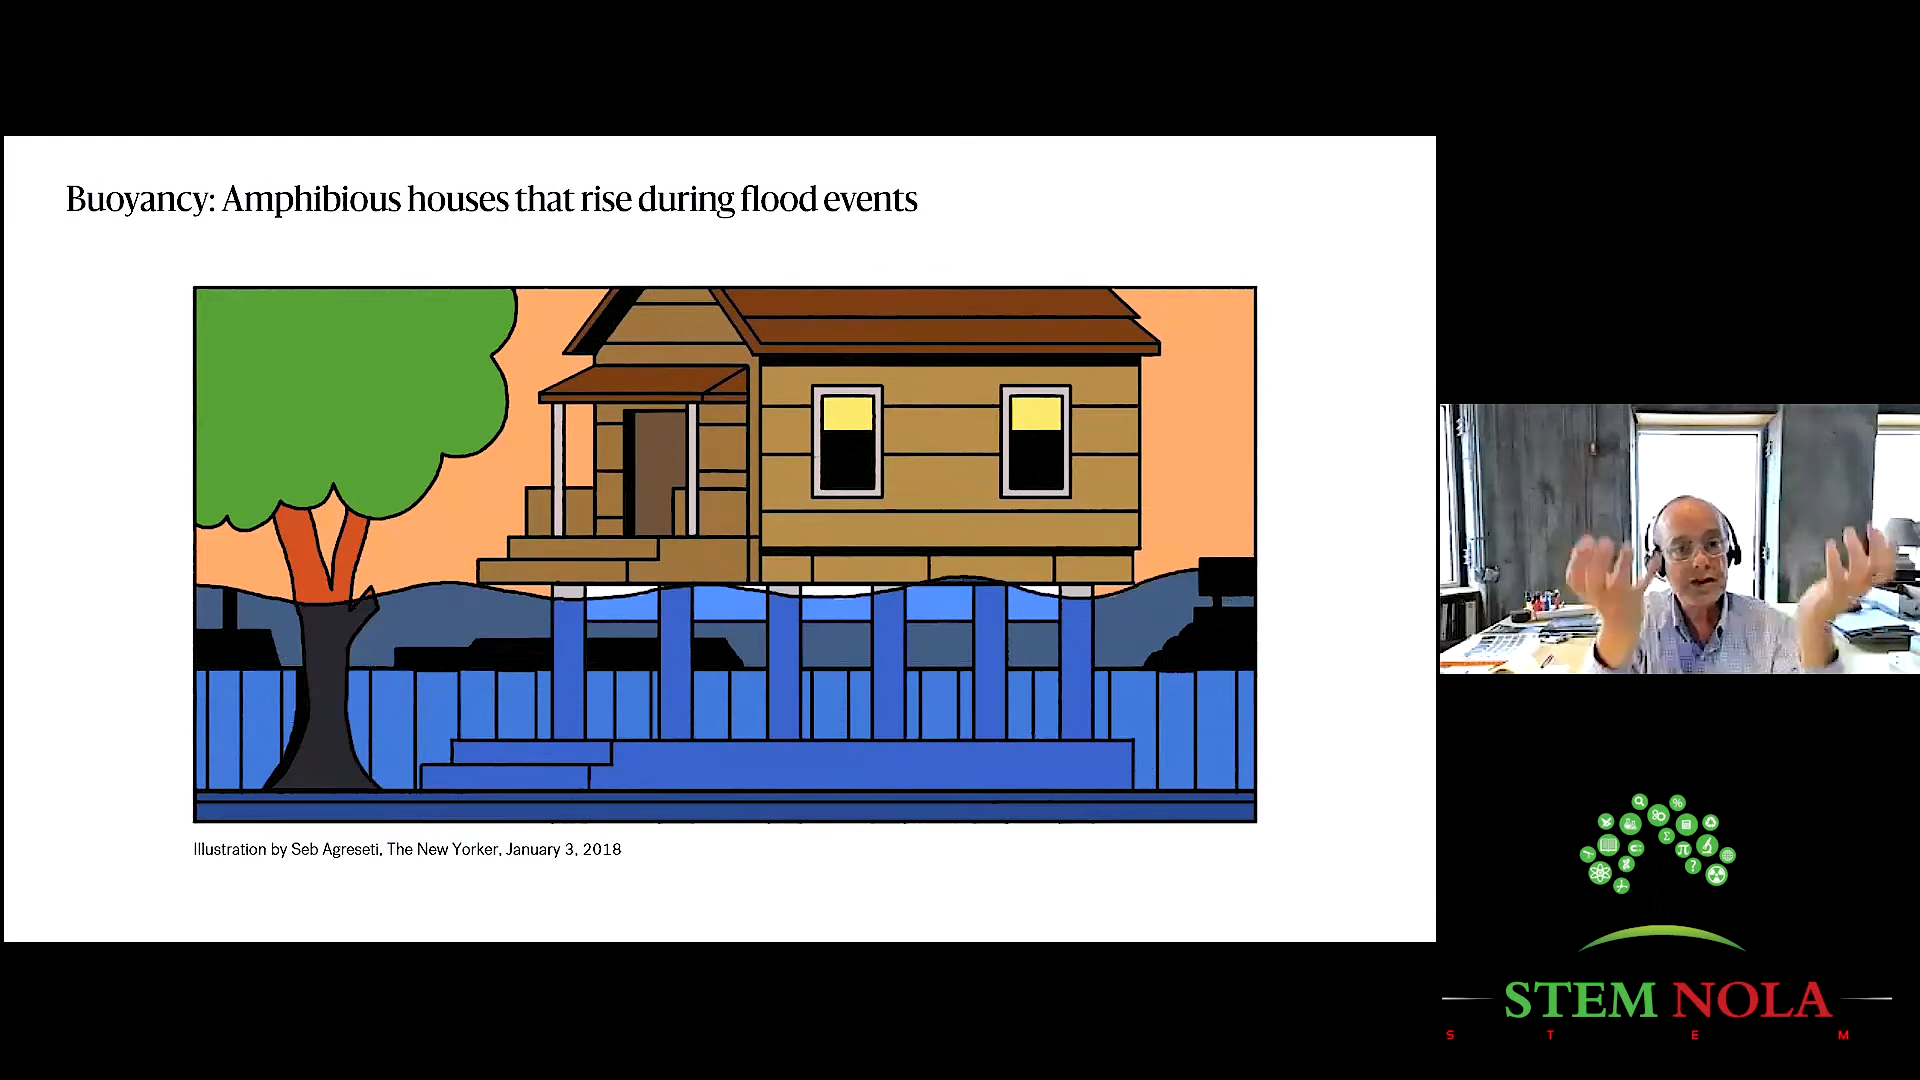 Buoyancy: Amphibious houses that rise during flood events
Illustration by Seb Agreseti, The New Yorker, January 3, 2018
STEM NOLA
S T E M